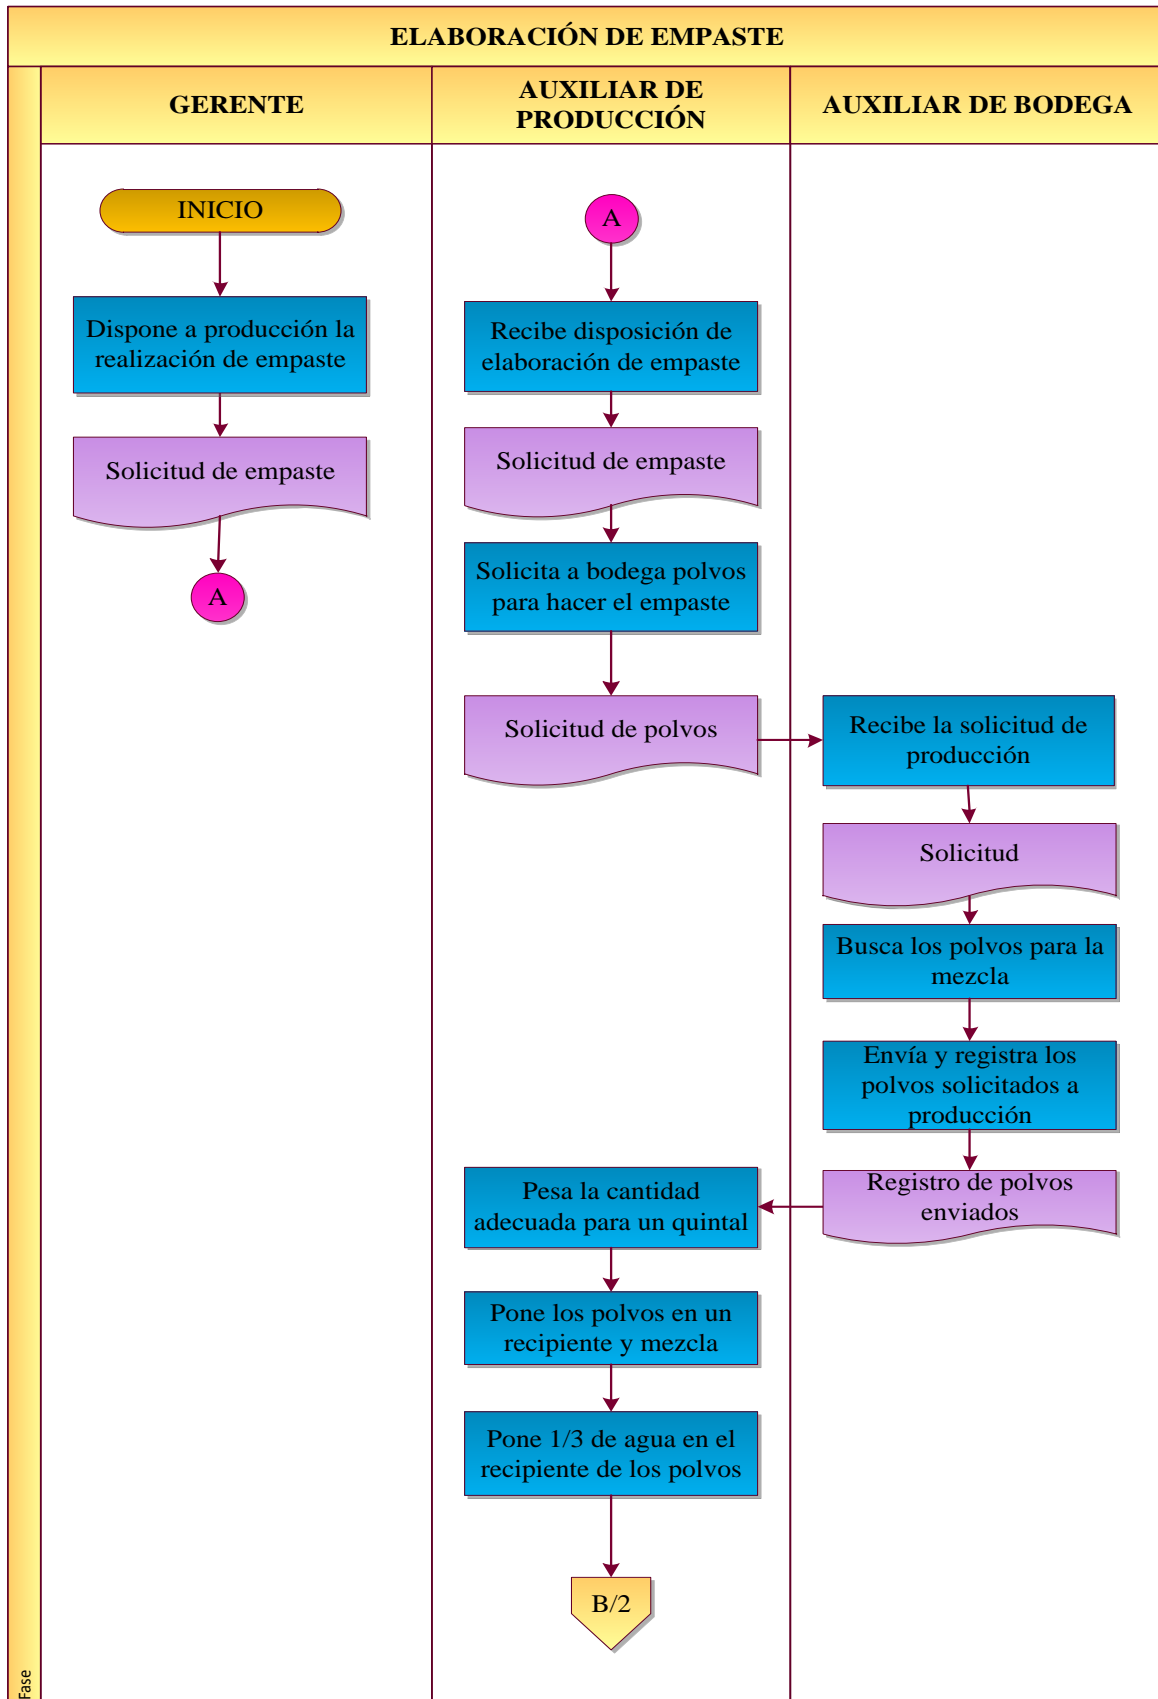 ELABORACIÓN DE EMPASTE
GERENTE
AUXILIAR DE
PRODUCCIÓN
AUXILIAR DE BODEGA
INICIO
Dispone a producción la
realización de empaste
Solicitud de empaste
A
A
Recibe disposición de
elaboración de empaste
Solicitud de empaste
Solicita a bodega polvos
para hacer el empaste
Solicitud de polvos
Recibe la solicitud de
producción
Solicitud
Busca los polvos para la
mezcla
Envía y registra los
polvos solicitados a
producción
Registro de polvos
enviados
Pesa la cantidad
adecuada para un quintal
Pone los polvos en un
recipiente y mezcla
Pone 1/3 de agua en el
recipiente de los polvos
B/2
Fase